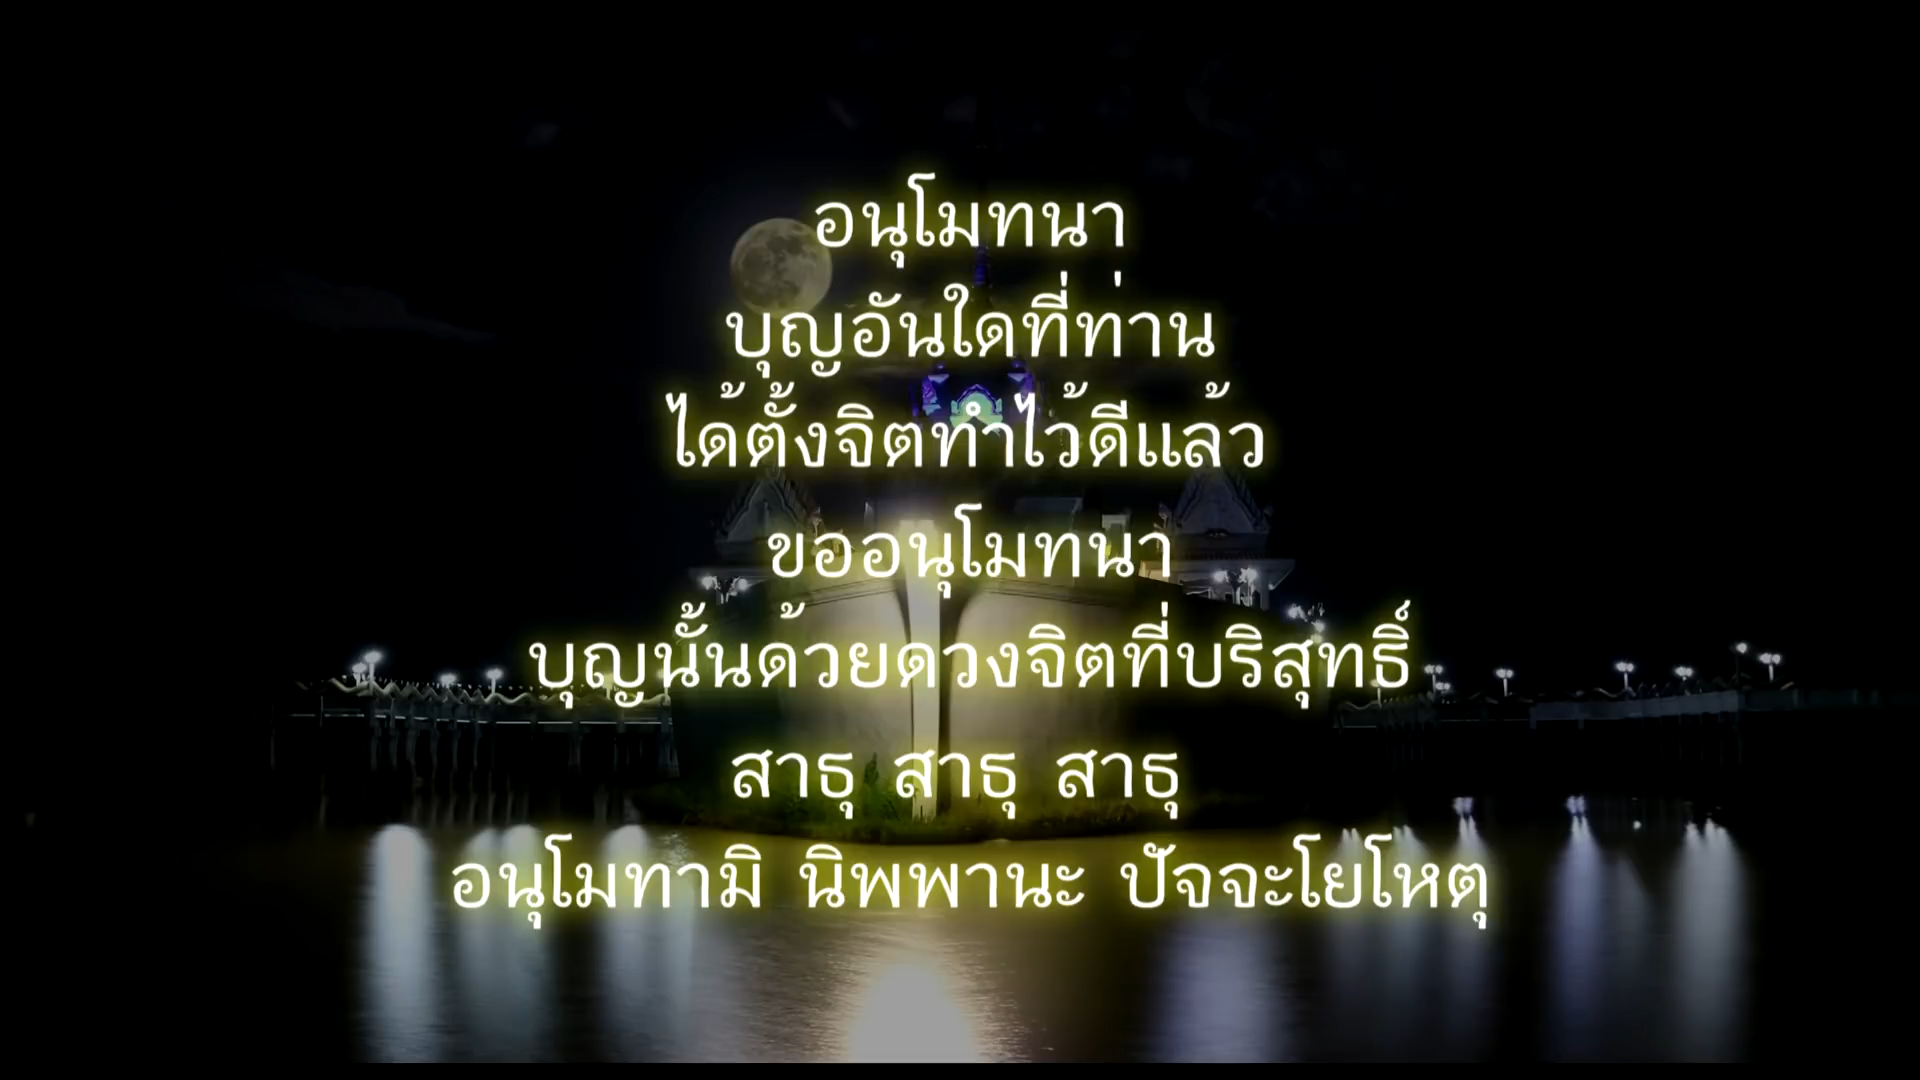 อนุโมทนา
บุญอันใดที่ท่าน
ได้ตั้งจิตทำไว้ดีแล้ว
ขออนุโมทนา
บุญนั้นด้วยดวงจิตที่บริสุทธิ์
สาธุ สาธุ สาธุ
อนุโมทามิ นิพพานะ ปัจจะโยโหตุ